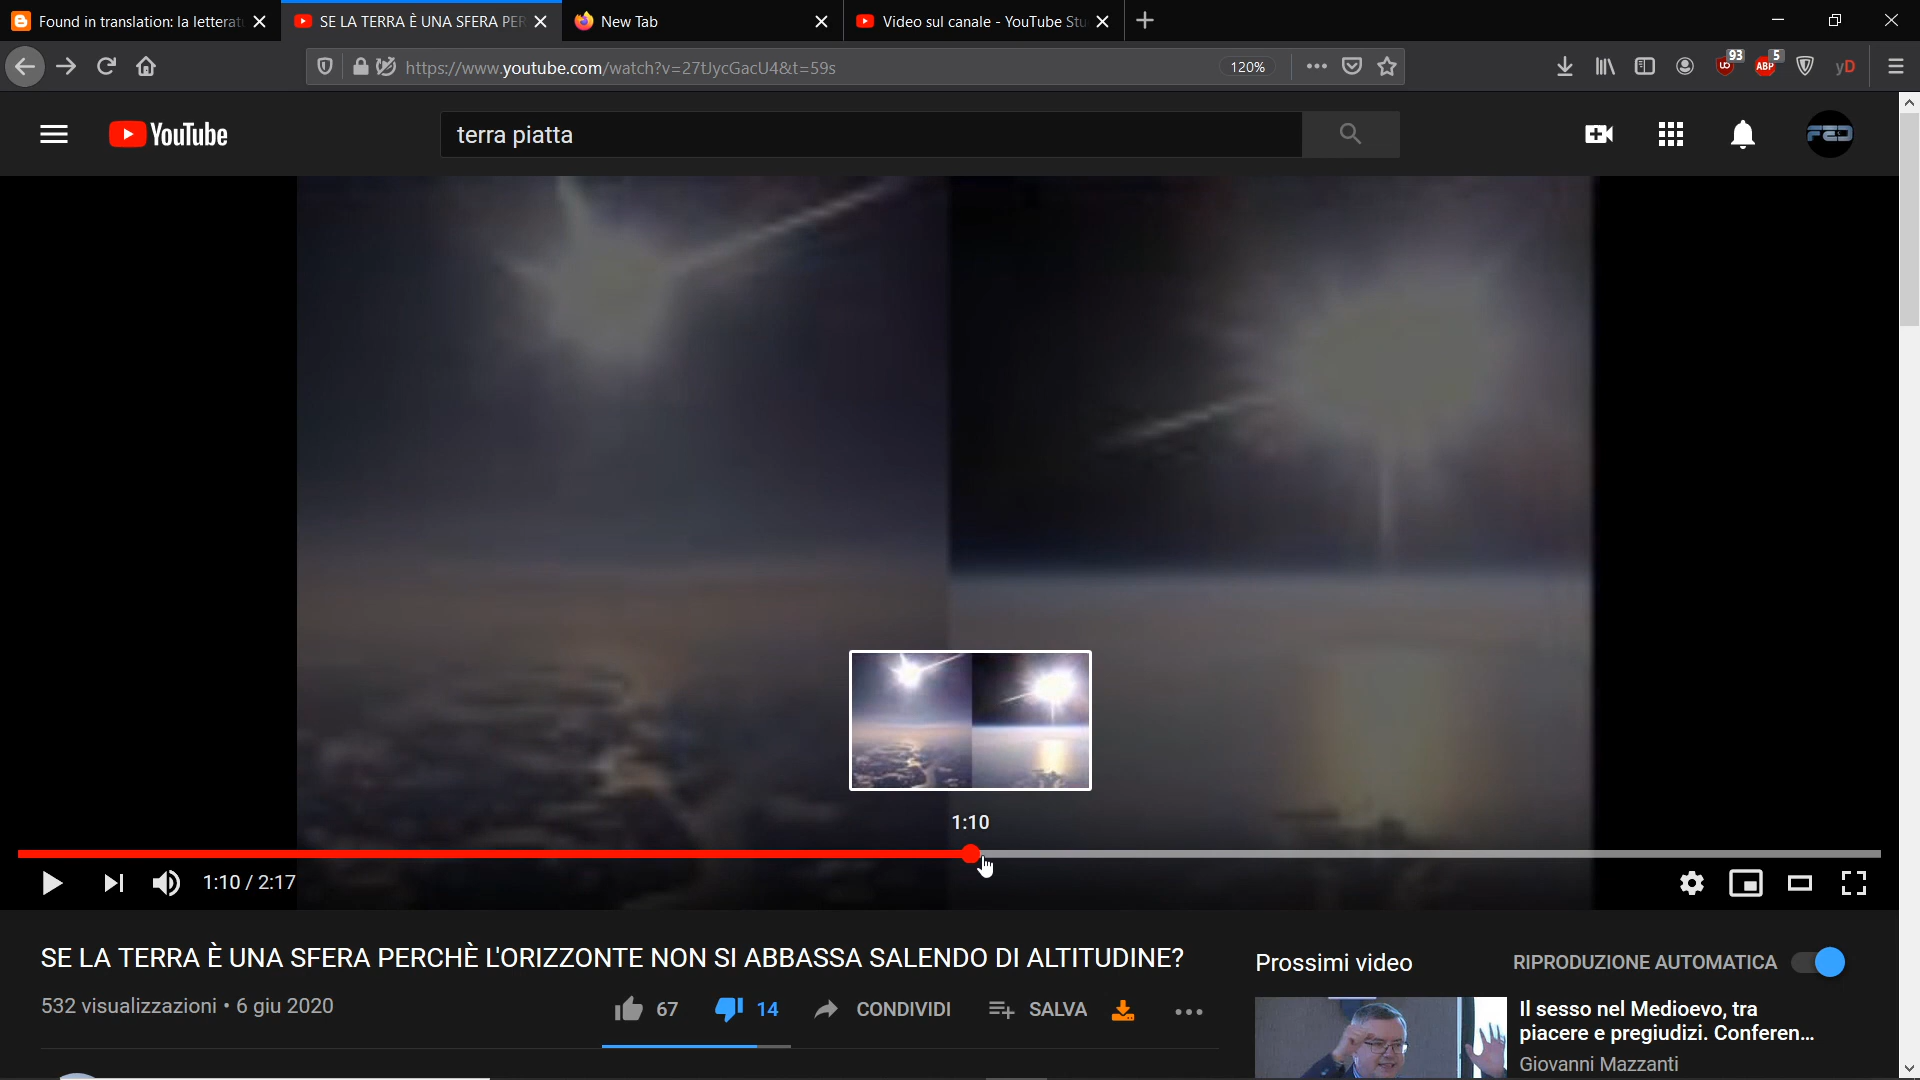 Found in translation: la letterat
SE LA TERRA È UNA SFERA PER
New Tab
Video sul canale - YouTube Stu
https://www.youtube.com/watch?v=27tJycGacU4&t=59s
120%
93
5
ABP
yD
YouTube
terra piatta
1:10
1:10 / 2:17
SE LA TERRA È UNA SFERA PERCHÈ L'ORIZZONTE NON SI ABBASSA SALENDO DI ALTITUDINE?
532 visualizzazioni • 6 giu 2020
67
14
CONDIVIDI
SALVA
Prossimi video
RIPRODUZIONE AUTOMATICA
Il sesso nel Medioevo, tra
piacere e pregiudizi. Conferen...
Giovanni Mazzanti